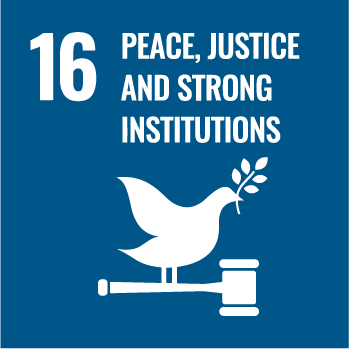 16
PEACE, JUSTICE
AND STRONG
INSTITUTIONS